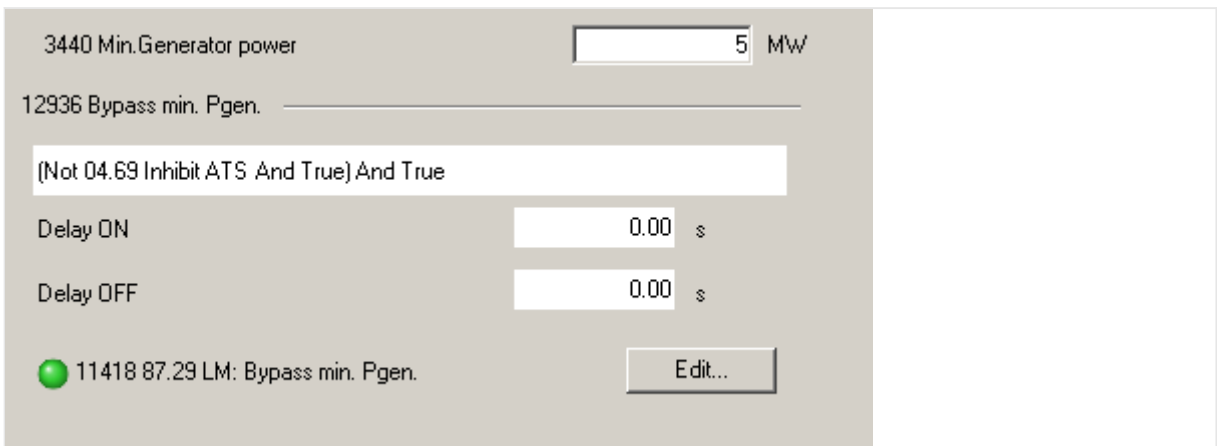 3440 Min.Generator power 5 MW
12936 Bypass min. Pgen.
(Not 04.69 Inhibit ATS And True) And True
Delay ON 0.00 s
Delay OFF 0.00 s
11418 87.29 LM: Bypass min. Pgen. Edit...